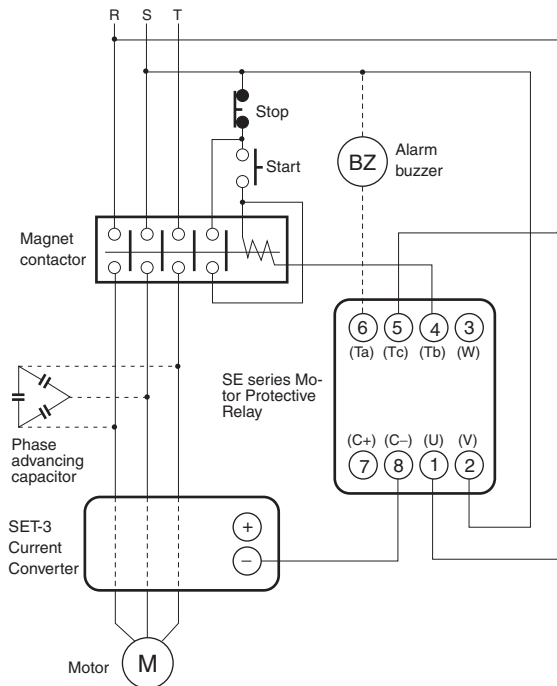 R S T
Stop
Start
BZ
Alarm
buzzer
Magnet
contactor
6 5 4 3
(Ta) (Tc) (Tb) (W)
SE series Mo-
tor Protective
Relay
(C+) (C−) (U) (V)
7 8 1 2
Phase
advancing
capacitor
SET-3
Current
Converter
+
−
Motor
M